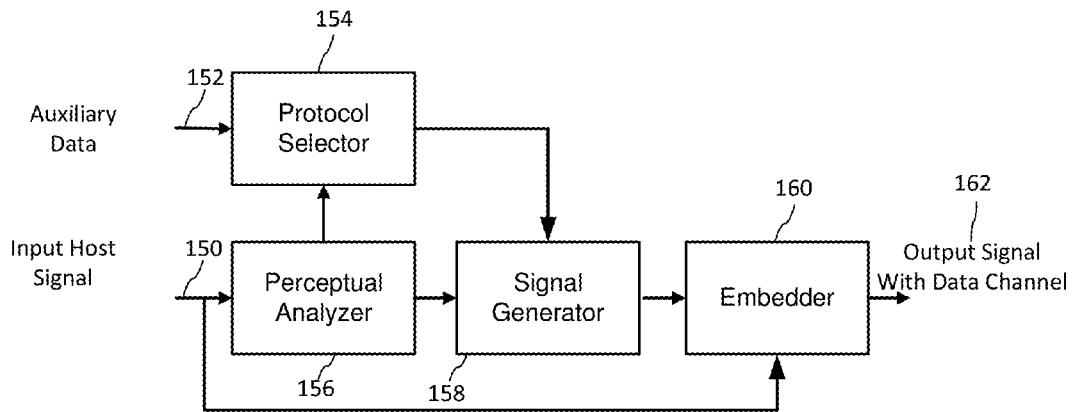 154
152
Auxiliary
Data
Protocol
Selector
160
162
Input Host
Signal
150
Perceptual
Analyzer
Signal
Generator
Embedder
Output Signal
With Data Channel
156
158